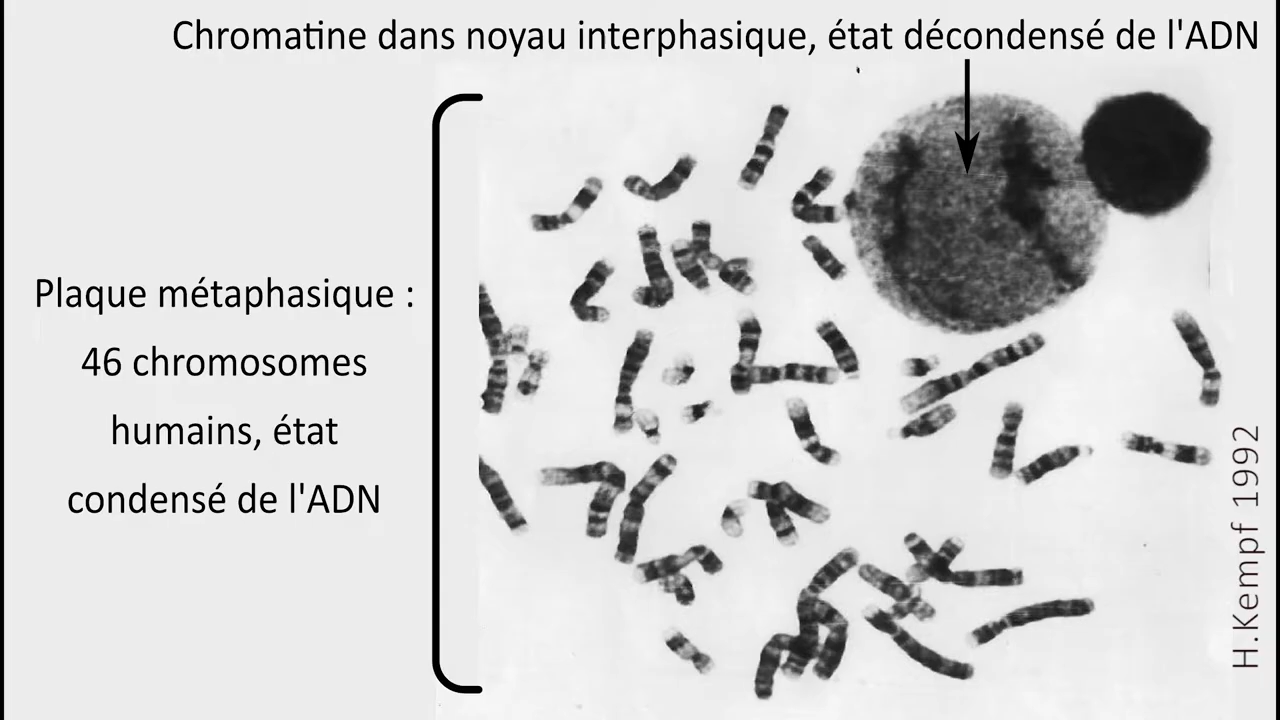 Chromatine dans noyau interphasique, état décondensé de l'ADN
Plaque métaphasique :
46 chromosomes
humains, état
condensé de l'ADN
H.Kempf 1992